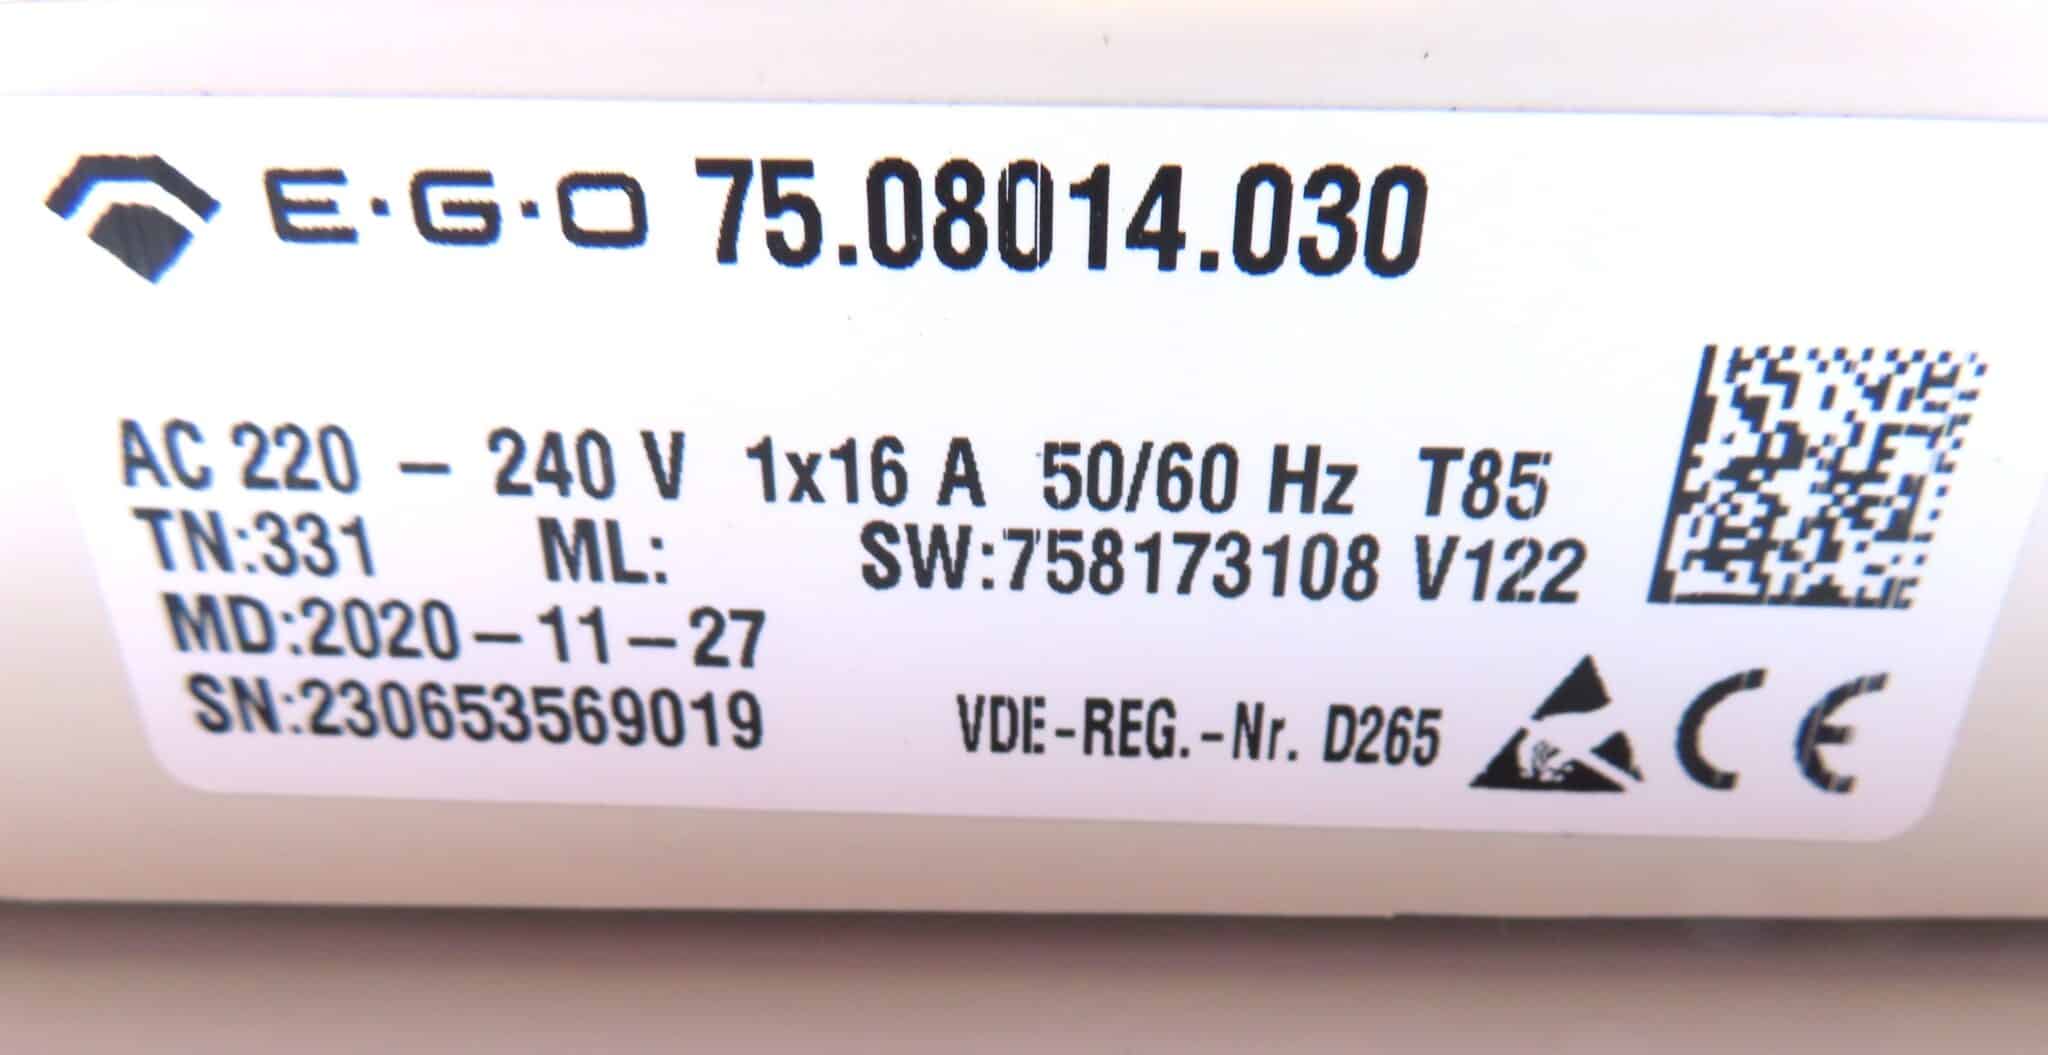 E·G·O 75.08014.030
AC 220 – 240 V 1x16 A 50/60 Hz T85
TN:331 ML: SW:758173108 V122
MD:2020–11–27
SN:230653569019 VDE-REG.-Nr. D265 CE